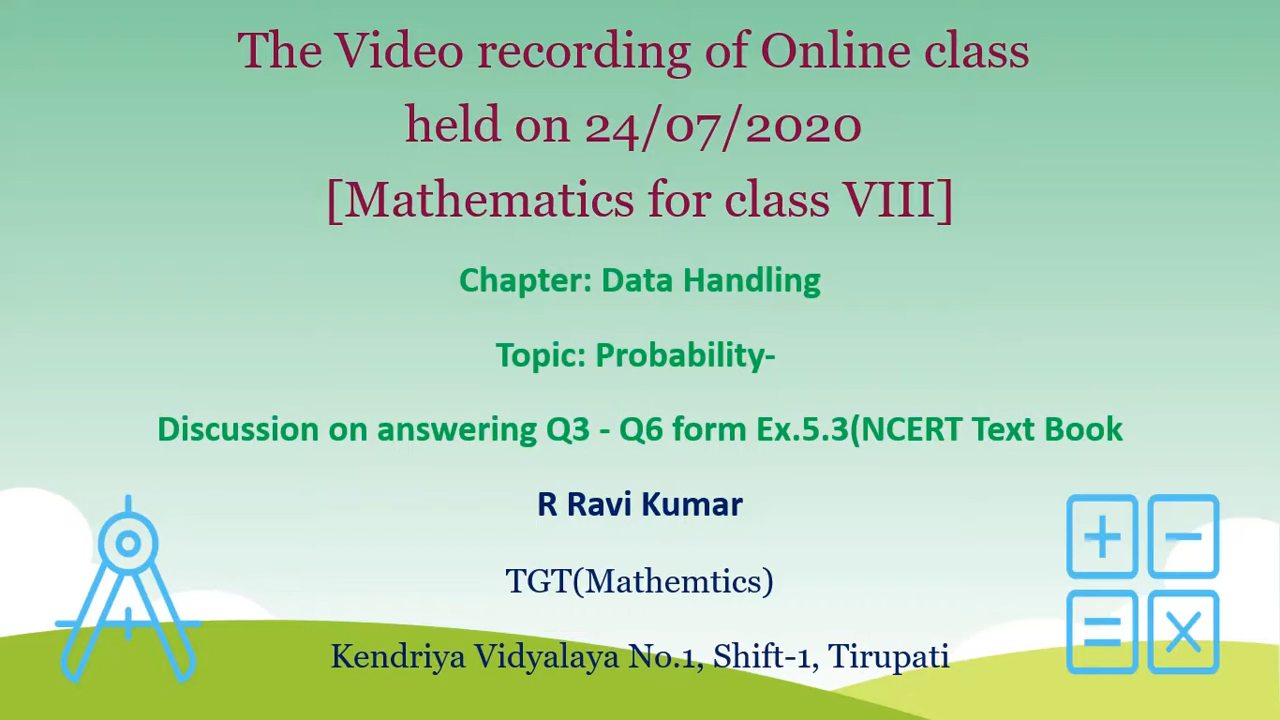 The Video recording of Online class
held on 24/07/2020
[Mathematics for class VIII]
Chapter: Data Handling
Topic: Probability-
Discussion on answering Q3 - Q6 form Ex.5.3(NCERT Text Book
R Ravi Kumar
TGT(Mathemtics)
Kendriya Vidyalaya No.1, Shift-1, Tirupati